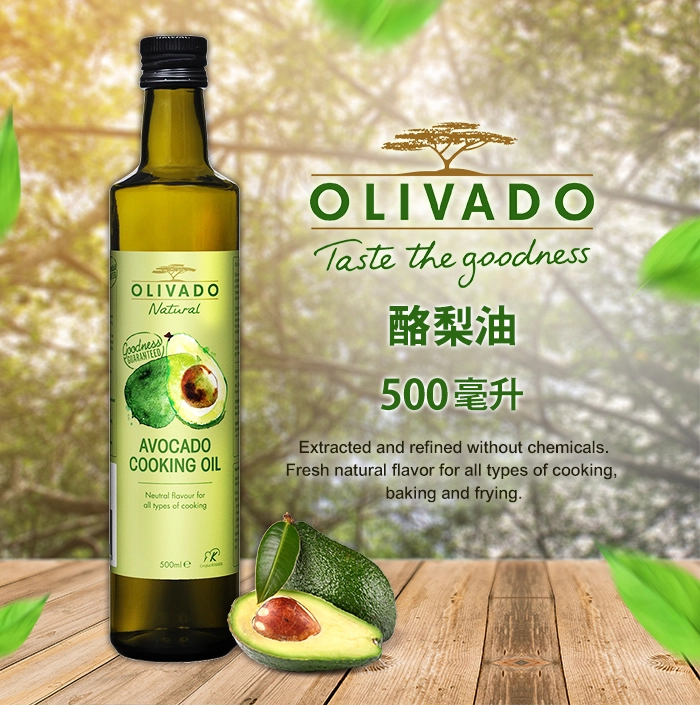 OLIVADO
Taste the goodness
酪梨油
500毫升
Extracted and refined without chemicals.
Fresh natural flavor for all types of cooking,
baking and frying.
OLIVADO
Natural
Goodness
GUARANTEED
AVOCADO
COOKING OIL
Neutral flavour for
all types of cooking
500ml ℮